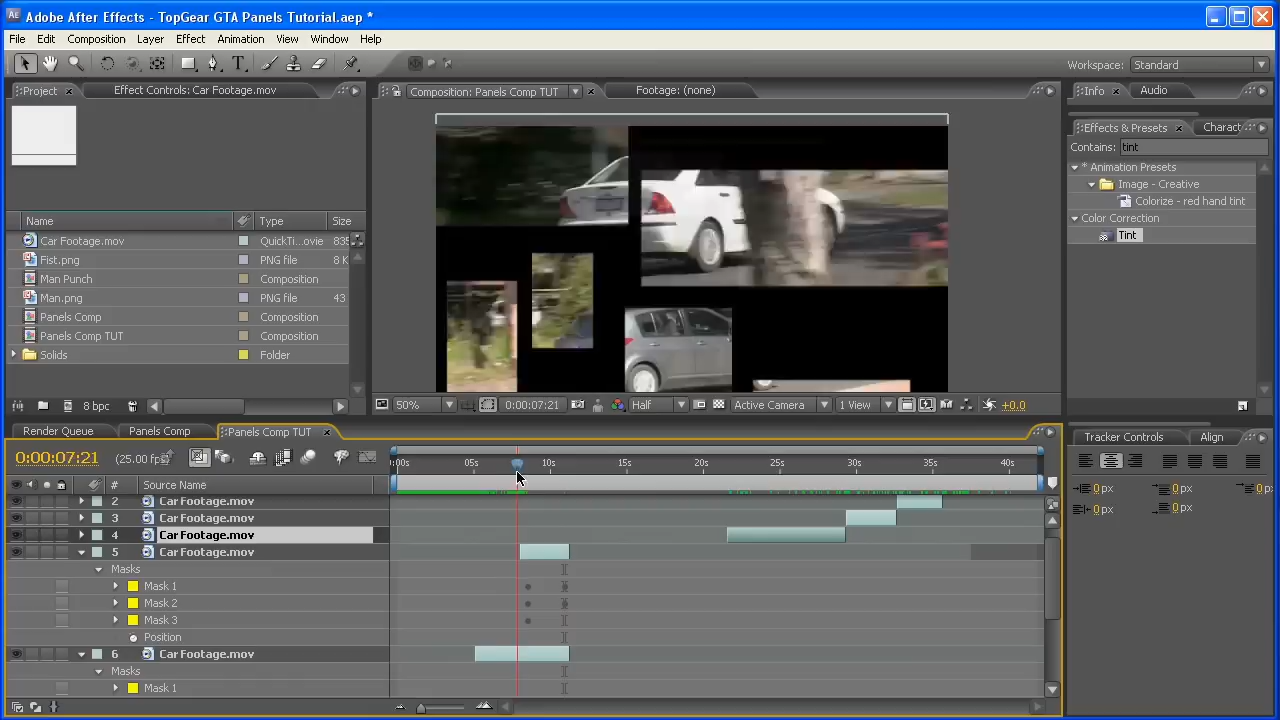 Adobe After Effects - TopGear GTA Panels Tutorial.aep *
File Edit Composition Layer Effect Animation View Window Help
Workspace: Standard
Project Effect Controls: Car Footage.mov
Composition: Panels Comp TUT Footage: (none)
Info Audio
Effects & Presets Charact
Contains: tint
* Animation Presets
Image - Creative
Colorize - red hand tint
Color Correction
Tint
Name Type Size
Car Footage.mov QuickTi...ovie 835
Fist.png PNG file 8 K
Man Punch Composition
Man.png PNG file 43
Panels Comp Composition
Panels Comp TUT Composition
Solids Folder
8 bpc
50% 0:00:07:21 Half Active Camera 1 View +0.0
Render Queue Panels Comp Panels Comp TUT
Tracker Controls Align
0:00:07:21 (25.00 fps)
:00s 05s 10s 15s 20s 25s 30s 35s 40s
# Source Name
2 Car Footage.mov
3 Car Footage.mov
4 Car Footage.mov
5 Car Footage.mov
Masks
Mask 1
Mask 2
Mask 3
Position
6 Car Footage.mov
Masks
Mask 1
0 px 0 px 0 p
0 px 0 px